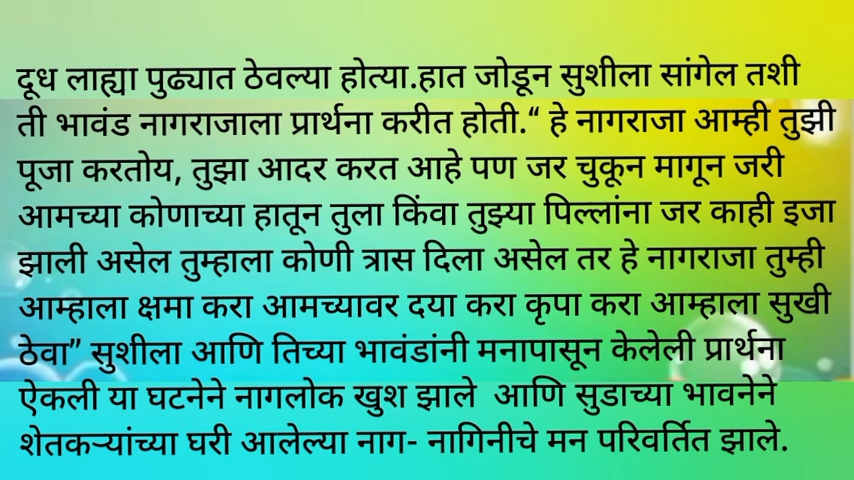 दूध लाह्या पुढ्यात ठेवल्या होत्या.हात जोडून सुशीला सांगेल तशी
ती भावंड नागराजाला प्रार्थना करीत होती.“ हे नागराजा आम्ही तुझी
पूजा करतोय, तुझा आदर करत आहे पण जर चुकून मागून जरी
आमच्या कोणाच्या हातून तुला किंवा तुझ्या पिल्लांना जर काही इजा
झाली असेल तुम्हाला कोणी त्रास दिला असेल तर हे नागराजा तुम्ही
आम्हाला क्षमा करा आमच्यावर दया करा कृपा करा आम्हाला सुखी
ठेवा” सुशीला आणि तिच्या भावंडांनी मनापासून केलेली प्रार्थना
ऐकली या घटनेने नागलोक खुश झाले  आणि सुडाच्या भावनेने
शेतकऱ्यांच्या घरी आलेल्या नाग- नागिनीचे मन परिवर्तित झाले.